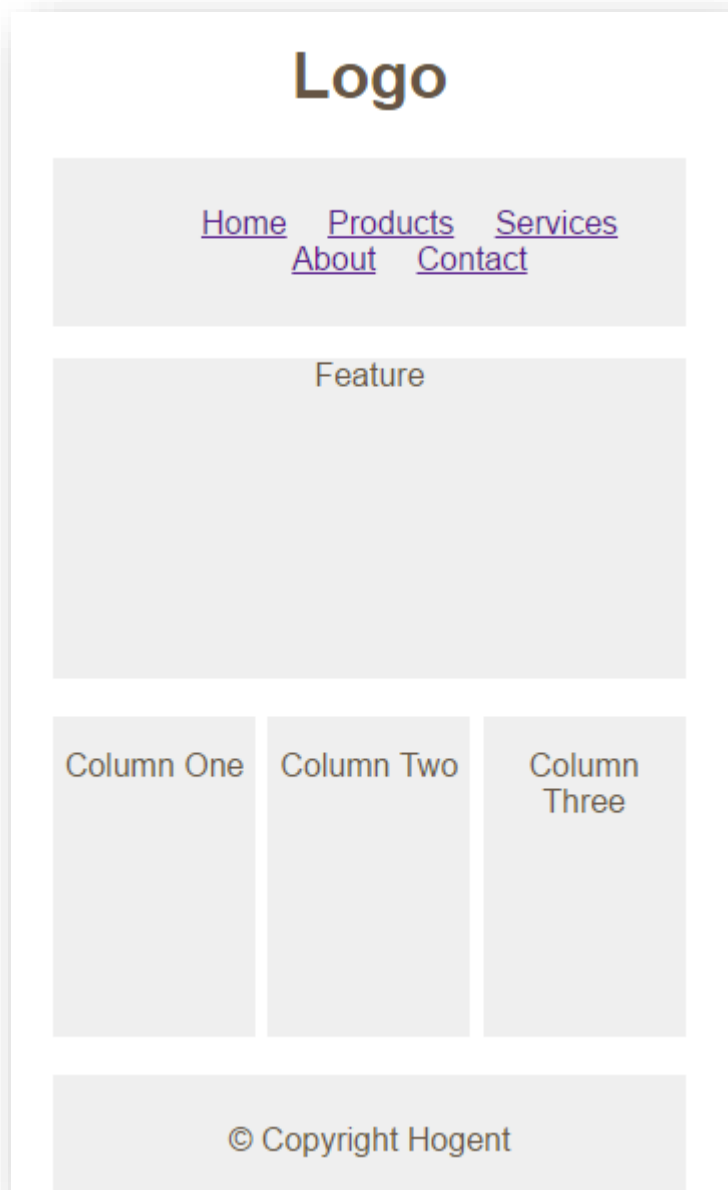 Logo
Home Products Services
About Contact
Feature
Column One
Column Two
Column
Three
© Copyright Hogent